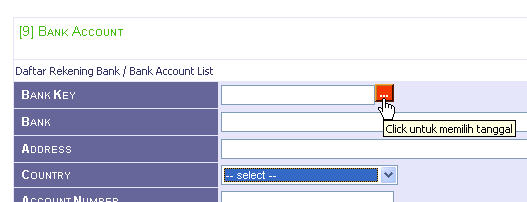 [9] BANK ACCOUNT
Daftar Rekening Bank / Bank Account List
BANK KEY
...
Click untuk memilih tanggal
BANK
ADDRESS
COUNTRY
-- select --
ACCOUNT NUMBER